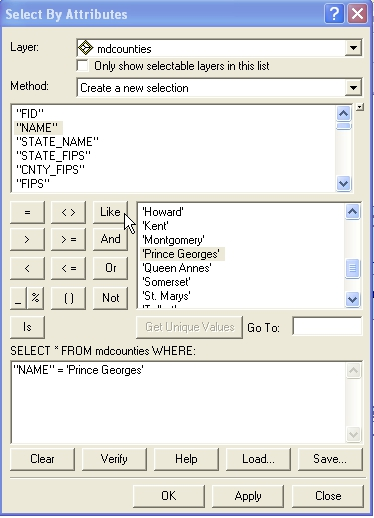 Select By Attributes
Layer: mdcounties
Only show selectable layers in this list
Method: Create a new selection
"FID"
"NAME"
"STATE_NAME"
"STATE_FIPS"
"CNTY_FIPS"
"FIPS"
= < > Like
> > = And
< < = Or
_ % ( ) Not
Is
'Howard'
'Kent'
'Montgomery'
'Prince Georges'
'Queen Annes'
'Somerset'
'St. Marys'
Get Unique Values Go To:
SELECT * FROM mdcounties WHERE:
"NAME" = 'Prince Georges'
Clear Verify Help Load... Save...
OK Apply Close